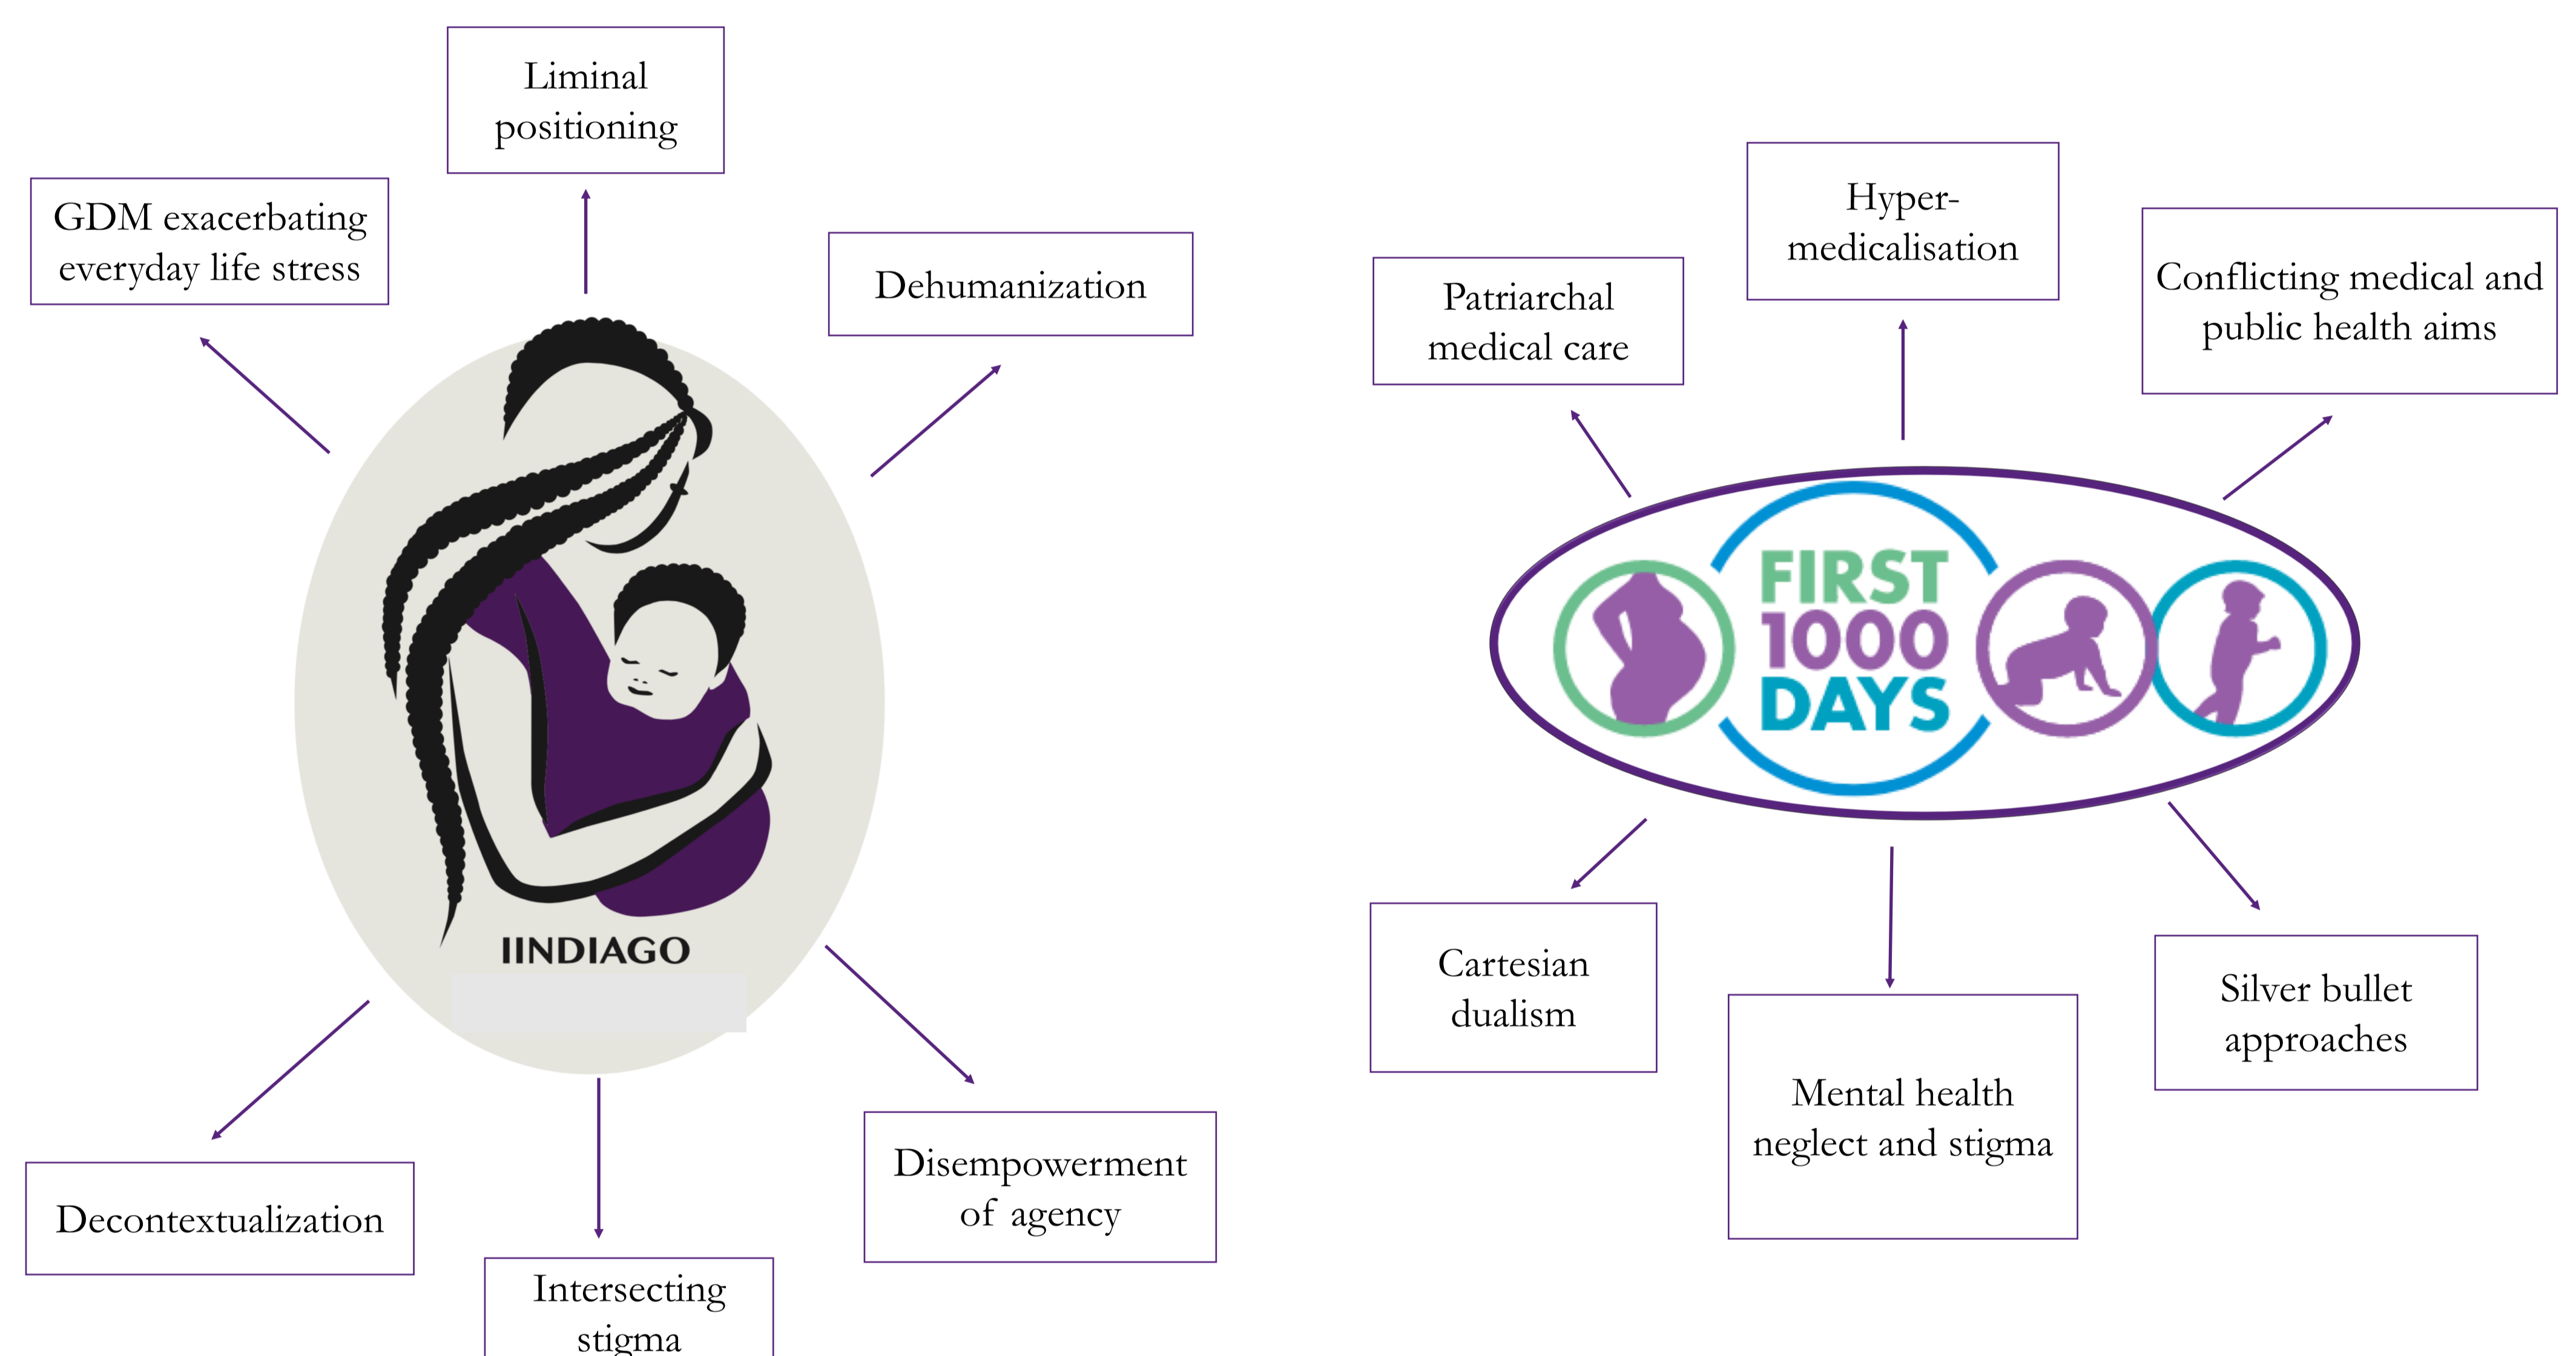 Liminal
positioning
GDM exacerbating
everyday life stress
Dehumanization
IINDIAGO
Decontextualization
Intersecting
stigma
Disempowerment
of agency
Hyper-
medicalisation
Patriarchal
medical care
Conflicting medical and
public health aims
FIRST
1000
DAYS
Cartesian
dualism
Mental health
neglect and stigma
Silver bullet
approaches